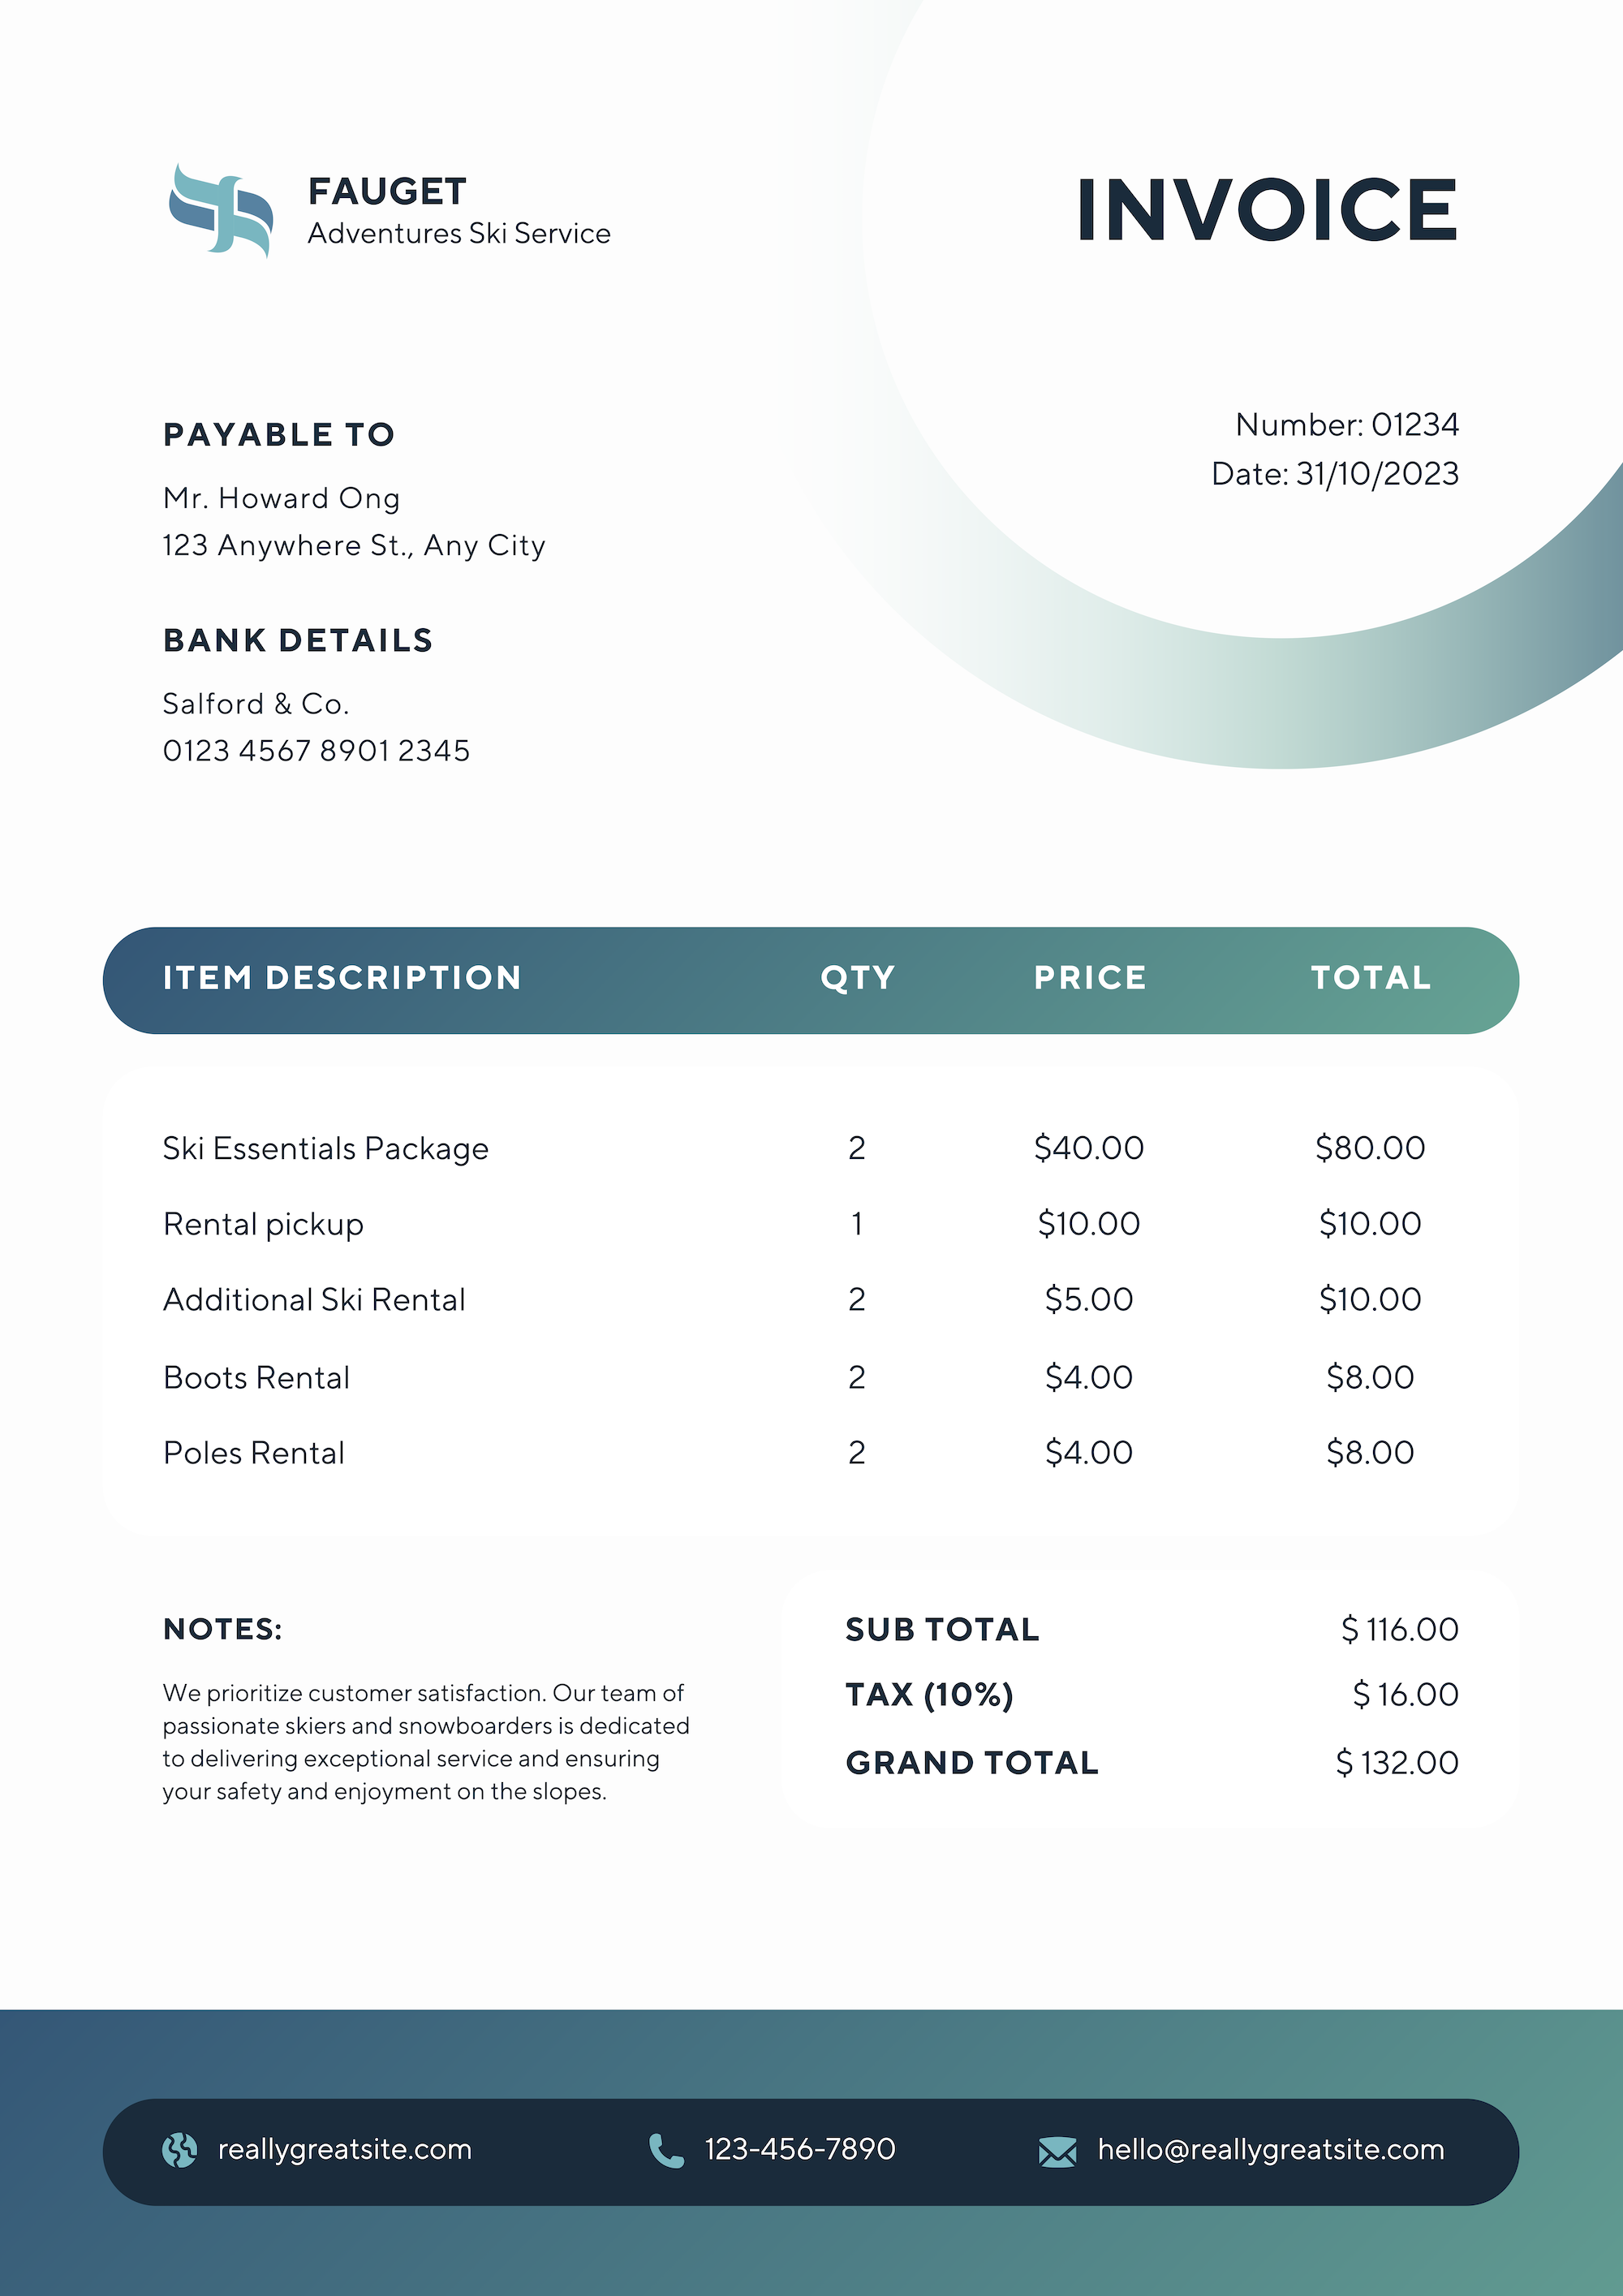 FAUGET
Adventures Ski Service
INVOICE
PAYABLE TO
Mr. Howard Ong
123 Anywhere St., Any City
Number: 01234
Date: 31/10/2023
BANK DETAILS
Salford & Co.
0123 4567 8901 2345
ITEM DESCRIPTION QTY PRICE TOTAL
Ski Essentials Package 2 $40.00 $80.00
Rental pickup 1 $10.00 $10.00
Additional Ski Rental 2 $5.00 $10.00
Boots Rental 2 $4.00 $8.00
Poles Rental 2 $4.00 $8.00
NOTES:
We prioritize customer satisfaction. Our team of
passionate skiers and snowboarders is dedicated
to delivering exceptional service and ensuring
your safety and enjoyment on the slopes.
SUB TOTAL $ 116.00
TAX (10%) $ 16.00
GRAND TOTAL $ 132.00
reallygreatsite.com 123-456-7890 hello@reallygreatsite.com